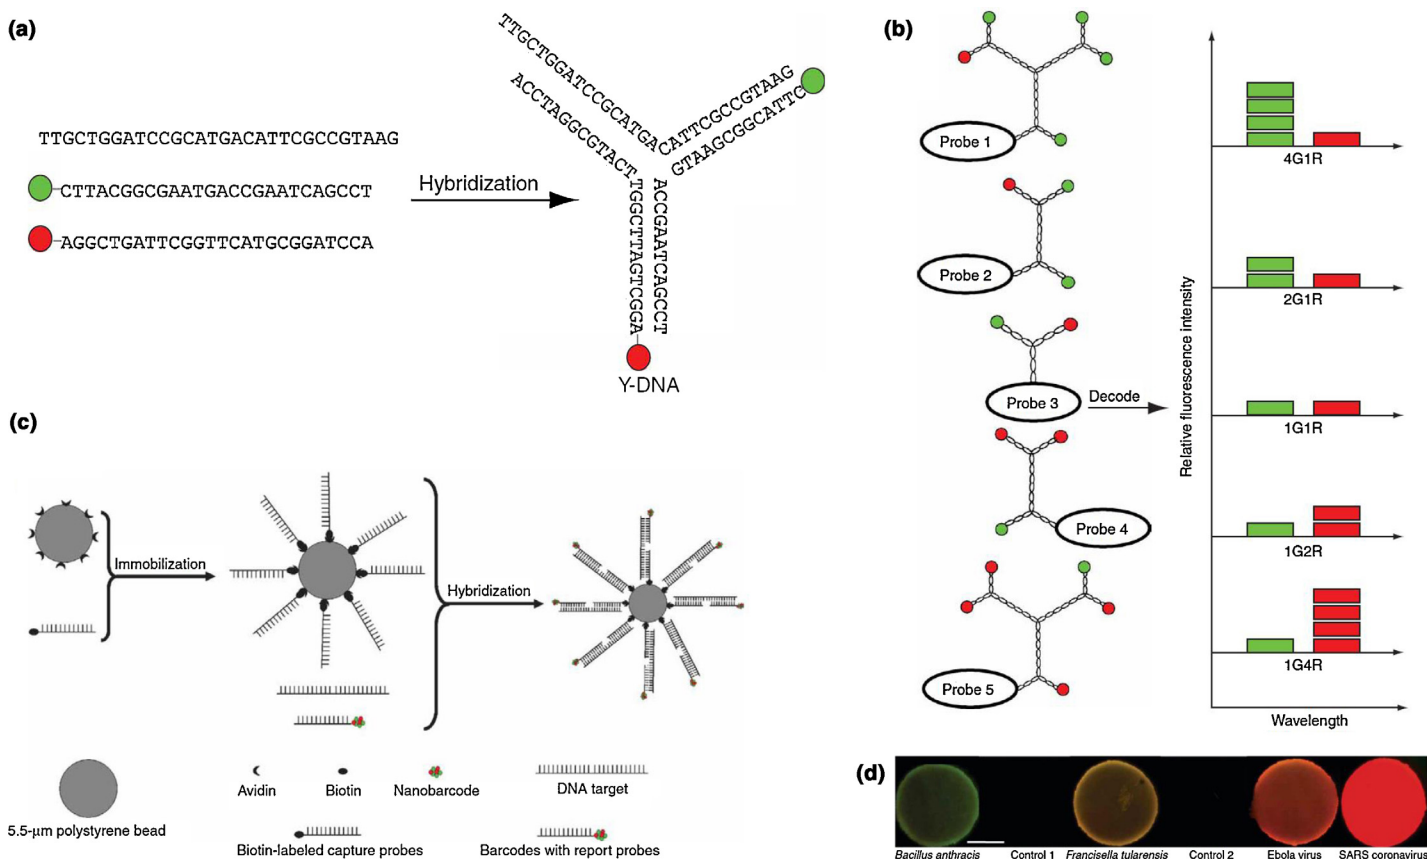 (a)
TTGCTGGATCCGCATGACATTCGCCGTAAG
CTTACGGCGAATGACCGAATCAGCCT
AGGCTGATTCGGTTCATGCGGATCCA
Hybridization
TTGCTGGATCCGCATGA
CATTCGCCGTAAG
ACCTAGGCGTACT
GTAAGCGGCATTC
TGGCTTAGTCGGA
ACCGAATCAGCCT
Y-DNA
(b)
Probe 1
Probe 2
Probe 3
Probe 4
Probe 5
Decode
Relative fluorescence intensity
4G1R
2G1R
1G1R
1G2R
1G4R
Wavelength
(c)
Immobilization
Hybridization
Avidin
Biotin
Nanobarcode
DNA target
5.5-μm polystyrene bead
Biotin-labeled capture probes
Barcodes with report probes
(d)
Bacillus anthracis
Control 1
Francisella tularensis
Control 2
Ebola virus
SARS coronavirus